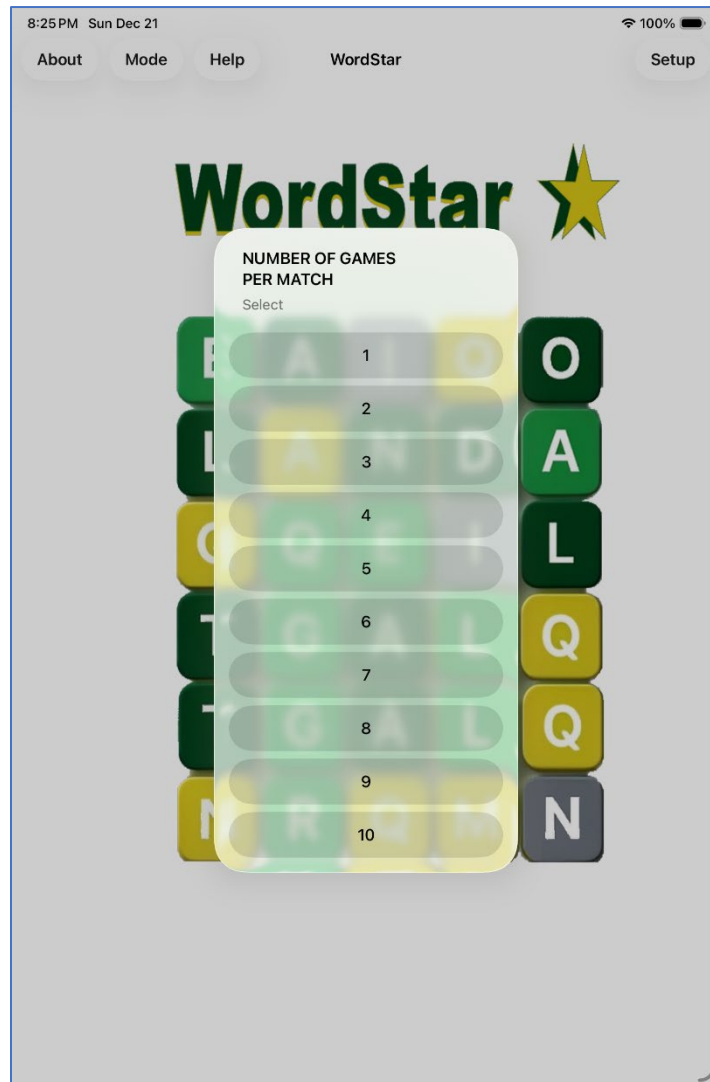 8:25 PM Sun Dec 21 100%
About Mode Help WordStar Setup
WordStar
NUMBER OF GAMES
PER MATCH
Select
1
2
3
4
5
6
7
8
9
10
A I O O
L A N D A
Q E I L
T G A L Q
T G A L Q
N R Q M N